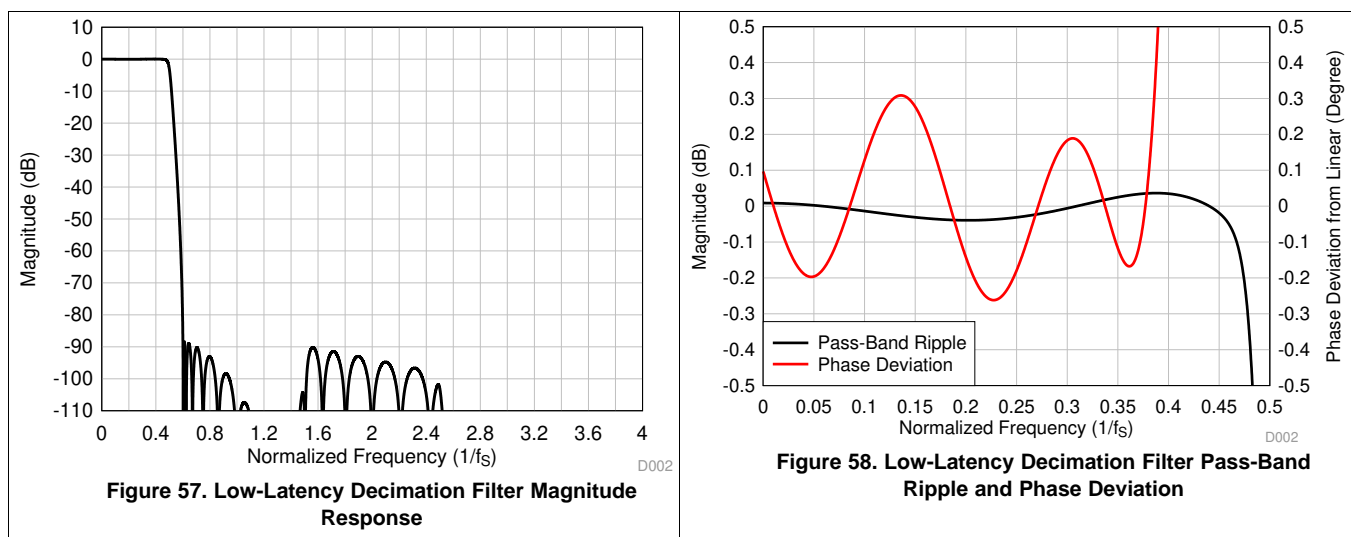 10
0
-10
-20
-30
-40
-50
-60
-70
-80
-90
-100
-110
Magnitude (dB)
0 0.4 0.8 1.2 1.6 2 2.4 2.8 3.2 3.6 4
Normalized Frequency (1/fS)
D002
Figure 57. Low-Latency Decimation Filter Magnitude
Response
0.5
0.4
0.3
0.2
0.1
0
-0.1
-0.2
-0.3
-0.4
-0.5
Magnitude (dB)
Pass-Band Ripple
Phase Deviation
0.5
0.4
0.3
0.2
0.1
0
-0.1
-0.2
-0.3
-0.4
-0.5
Phase Deviation from Linear (Degree)
0 0.05 0.1 0.15 0.2 0.25 0.3 0.35 0.4 0.45 0.5
Normalized Frequency (1/fS)
D002
Figure 58. Low-Latency Decimation Filter Pass-Band
Ripple and Phase Deviation